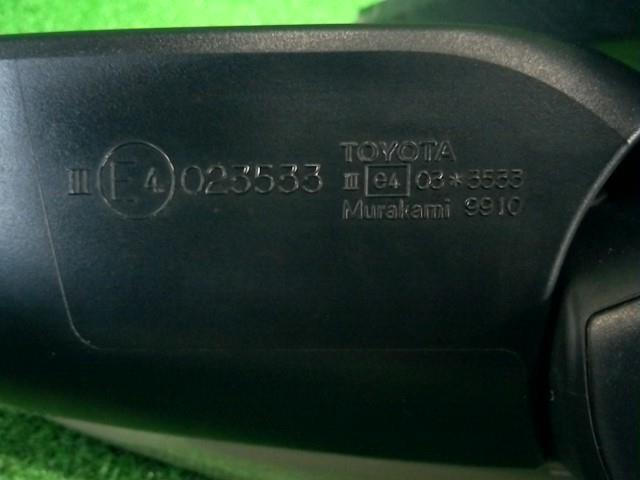 III E4 023533
TOYOTA
III e4 03*3533
Murakami 9910